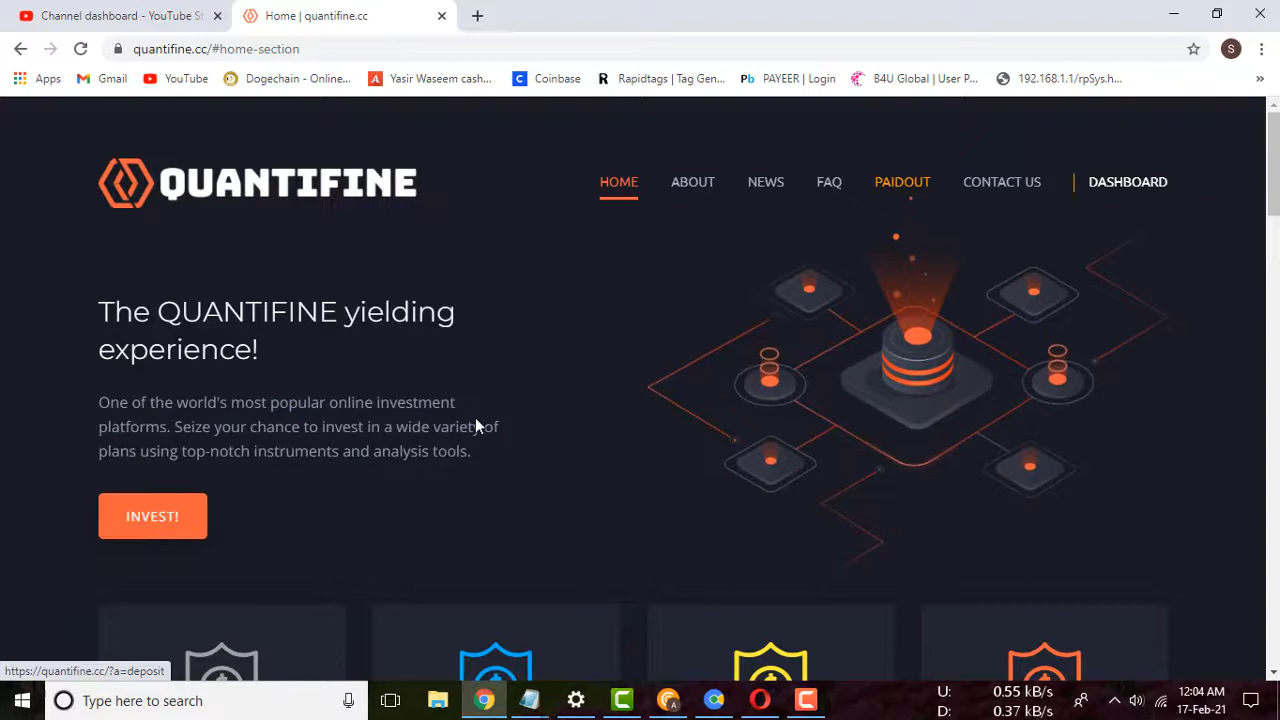 Channel dashboard - YouTube St
Home | quantifine.cc
quantifine.cc/#home-section
S
Apps
Gmail
YouTube
Dogechain - Online...
Yasir Waseem cash...
Coinbase
Rapidtags | Tag Gen...
PAYEER | Login
B4U Global | User P...
192.168.1.1/rpSys.h...
»
QUANTIFINE
HOME
ABOUT
NEWS
FAQ
PAIDOUT
CONTACT US
DASHBOARD
The QUANTIFINE yielding
experience!
One of the world's most popular online investment
platforms. Seize your chance to invest in a wide variety of
plans using top-notch instruments and analysis tools.
INVEST!
https://quantifine.cc/?a=deposit
Type here to search
U: 0.55 kB/s
D: 0.37 kB/s
12:04 AM
17-Feb-21